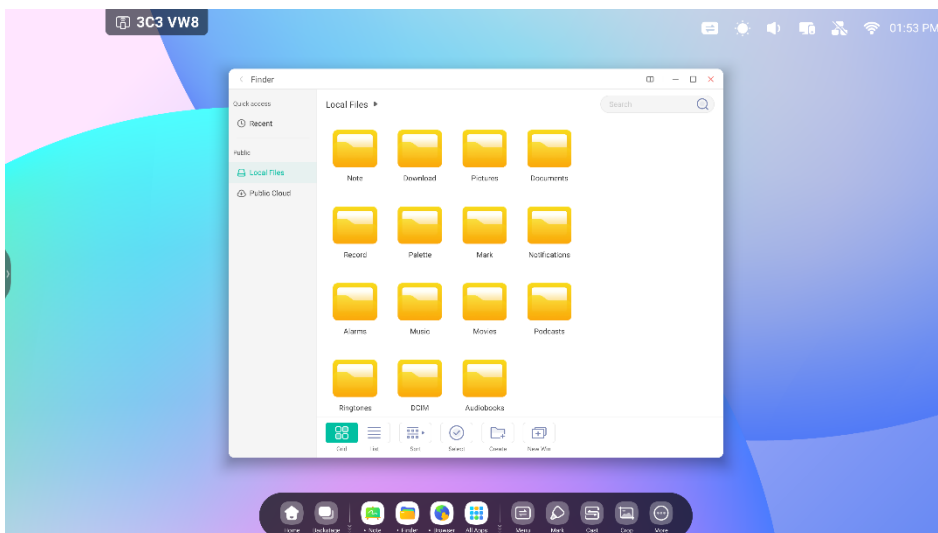 3C3 VW8
01:53 PM
Finder
Quick access
Recent
Public
Local Files
Public Cloud
Local Files
Search
Note Download Pictures Documents
Record Palette Mark Notifications
Alarms Music Movies Podcasts
Ringtones DCIM Audiobooks
Grid List Sort Select Create New Win
Home Backstage • Note • Finder • Browser All Apps Menu Mark Cast Crop More